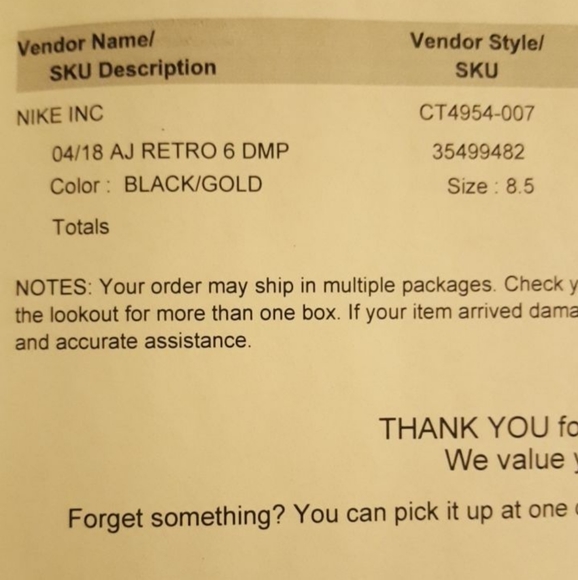 Vendor Name/ Vendor Style/
SKU Description SKU
NIKE INC CT4954-007
04/18 AJ RETRO 6 DMP 35499482
Color : BLACK/GOLD Size : 8.5
Totals
NOTES: Your order may ship in multiple packages. Check
the lookout for more than one box. If your item arrived
and accurate assistance.
THANK YOU
We value
Forget something? You can pick it up at one